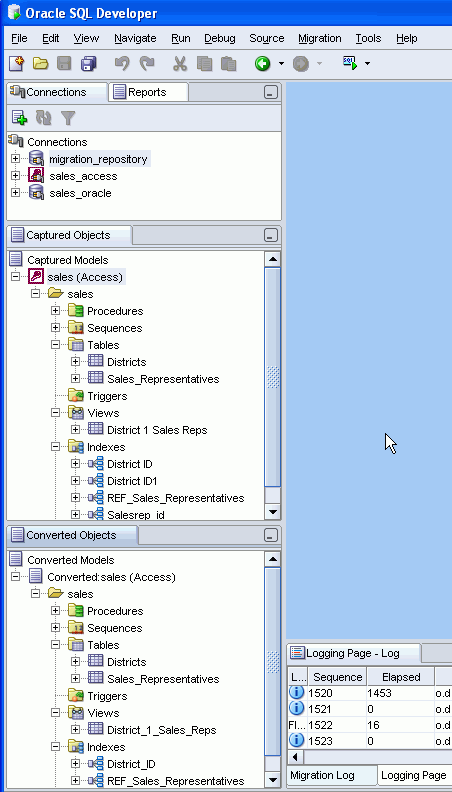 Oracle SQL Developer
File Edit View Navigate Run Debug Source Migration Tools Help
SQL
Connections Reports
Connections
migration_repository
sales_access
sales_oracle
Captured Objects
Captured Models
sales (Access)
sales
Procedures
Sequences
Tables
Districts
Sales_Representatives
Triggers
Views
District 1 Sales Reps
Indexes
District ID
District ID1
REF_Sales_Representatives
Salesrep_id
Converted Objects
Converted Models
Converted:sales (Access)
sales
Procedures
Sequences
Tables
Districts
Sales_Representatives
Triggers
Views
District_1_Sales_Reps
Indexes
District_ID
REF_Sales_Representatives
Logging Page - Log
L... Sequence Elapsed
1520 1453 o.d
1521 0 o.d
FI... 1522 16 o.d
1523 0 o.d
Migration Log Logging Page